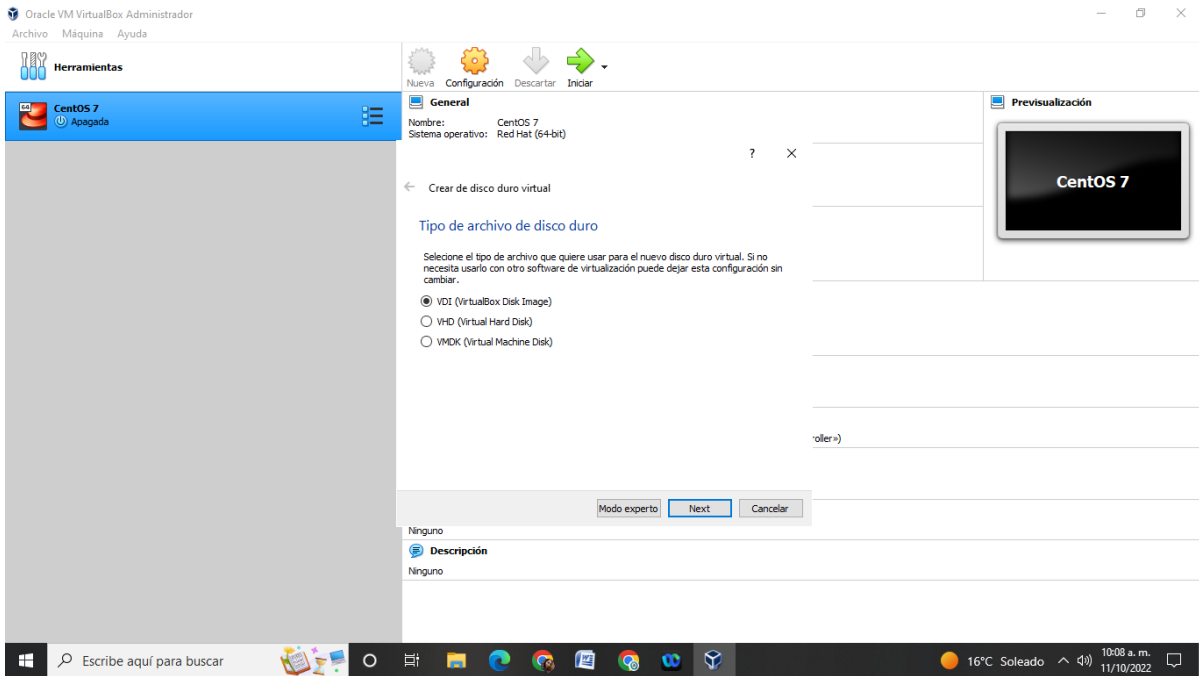 Oracle VM VirtualBox Administrador
Archivo Máquina Ayuda
Herramientas
Nueva Configuración Descartar Iniciar
64
CentOS 7
Apagada
General
Nombre: CentOS 7
Sistema operativo: Red Hat (64-bit)
Previsualización
CentOS 7
?
Crear de disco duro virtual
Tipo de archivo de disco duro
Selecione el tipo de archivo que quiere usar para el nuevo disco duro virtual. Si no
necesita usarlo con otro software de virtualización puede dejar esta configuración sin
cambiar.
VDI (VirtualBox Disk Image)
VHD (Virtual Hard Disk)
VMDK (Virtual Machine Disk)
roller»)
Modo experto Next Cancelar
Ninguno
Descripción
Ninguno
Escribe aquí para buscar
16°C Soleado
10:08 a. m.
11/10/2022